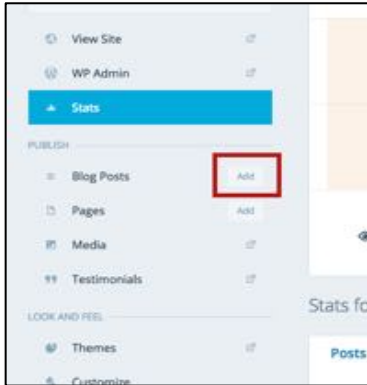 View Site
WP Admin
Stats
PUBLISH
Blog Posts Add
Pages Add
Media
Testimonials
Stats fo
LOOK AND FEEL
Themes
Posts
Customize